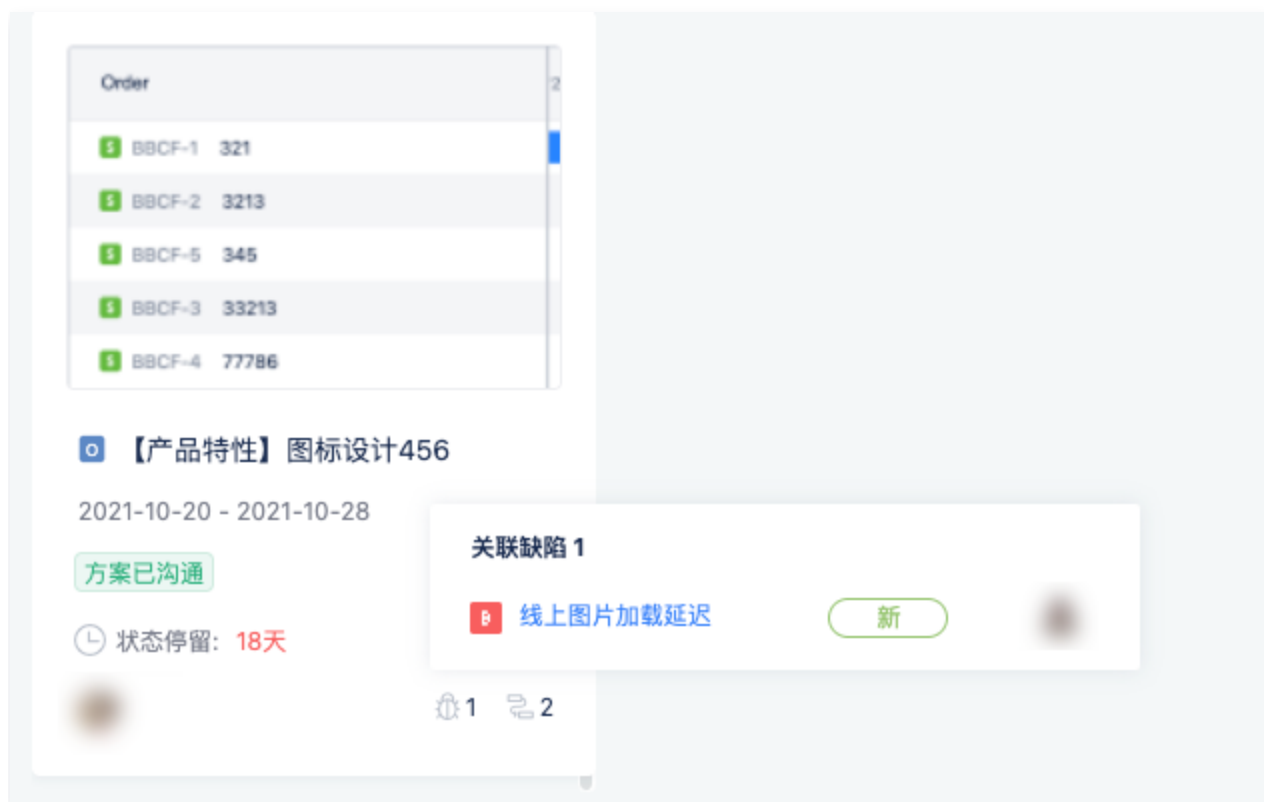 Order
2
S BBCF-1 321
S BBCF-2 3213
S BBCF-5 345
S BBCF-3 33213
S BBCF-4 77786
O 【产品特性】图标设计456
2021-10-20 - 2021-10-28
方案已沟通
关联缺陷 1
B 线上图片加载延迟 新
状态停留: 18天
1 2